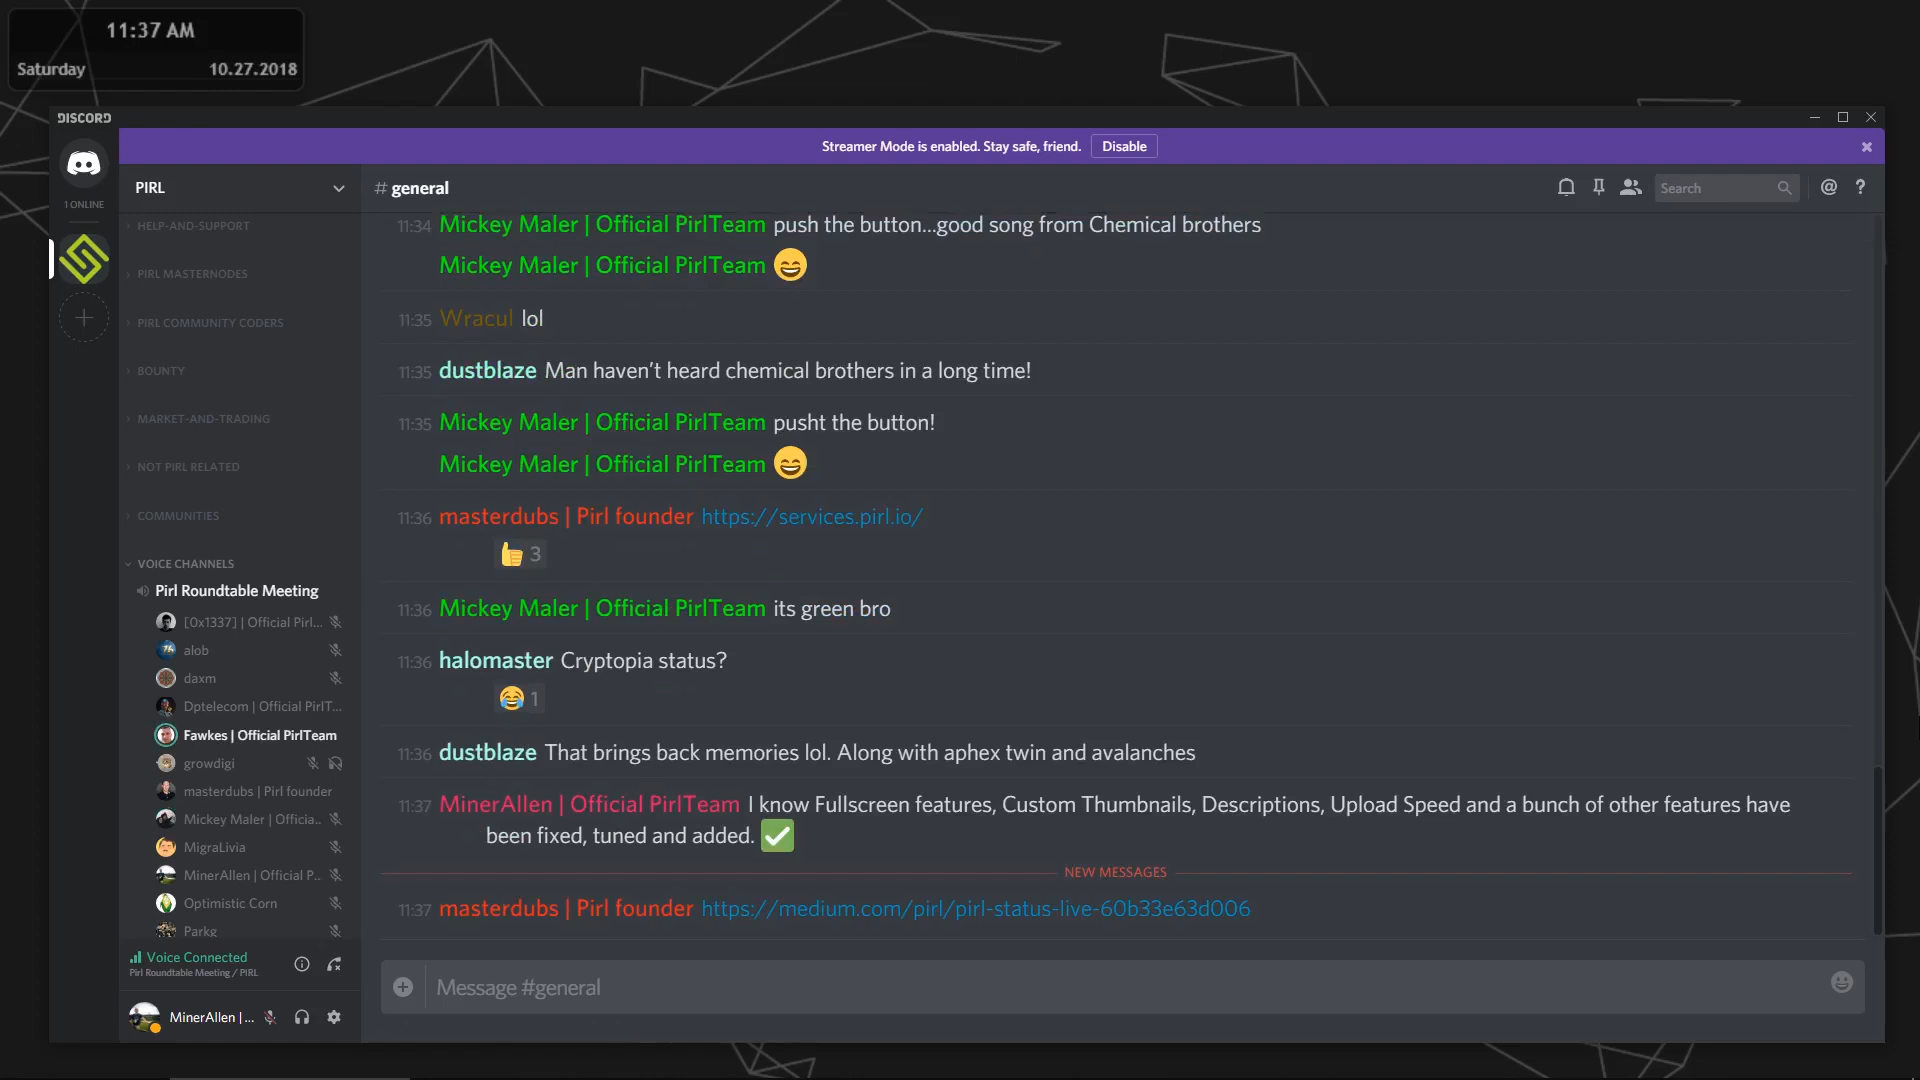 11:37 AM
Saturday 10.27.2018
DISCORD
Streamer Mode is enabled. Stay safe, friend. Disable
1 ONLINE
PIRL
HELP-AND-SUPPORT
PIRL MASTERNODES
PIRL COMMUNITY CODERS
BOUNTY
MARKET-AND-TRADING
NOT PIRL RELATED
COMMUNITIES
VOICE CHANNELS
Pirl Roundtable Meeting
[0x1337] | Official Pirl...
alob
daxm
Dptelecom | Official PirlT...
Fawkes | Official PirlTeam
growdigi
masterdubs | Pirl founder
Mickey Maler | Officia...
MigraLivia
MinerAllen | Official P...
Optimistic Corn
Parkg
Voice Connected
Pirl Roundtable Meeting / PIRL
MinerAllen |...
# general
Search
@ ?
11:34 Mickey Maler | Official PirlTeam push the button...good song from Chemical brothers
Mickey Maler | Official PirlTeam 😄
11:35 Wracul lol
11:35 dustblaze Man haven't heard chemical brothers in a long time!
11:35 Mickey Maler | Official PirlTeam pusht the button!
Mickey Maler | Official PirlTeam 😄
11:36 masterdubs | Pirl founder https://services.pirl.io/
👍 3
11:36 Mickey Maler | Official PirlTeam its green bro
11:36 halomaster Cryptopia status?
😂 1
11:36 dustblaze That brings back memories lol. Along with aphex twin and avalanches
11:37 MinerAllen | Official PirlTeam I know Fullscreen features, Custom Thumbnails, Descriptions, Upload Speed and a bunch of other features have
been fixed, tuned and added. ✅
NEW MESSAGES
11:37 masterdubs | Pirl founder https://medium.com/pirl/pirl-status-live-60b33e63d006
Message #general